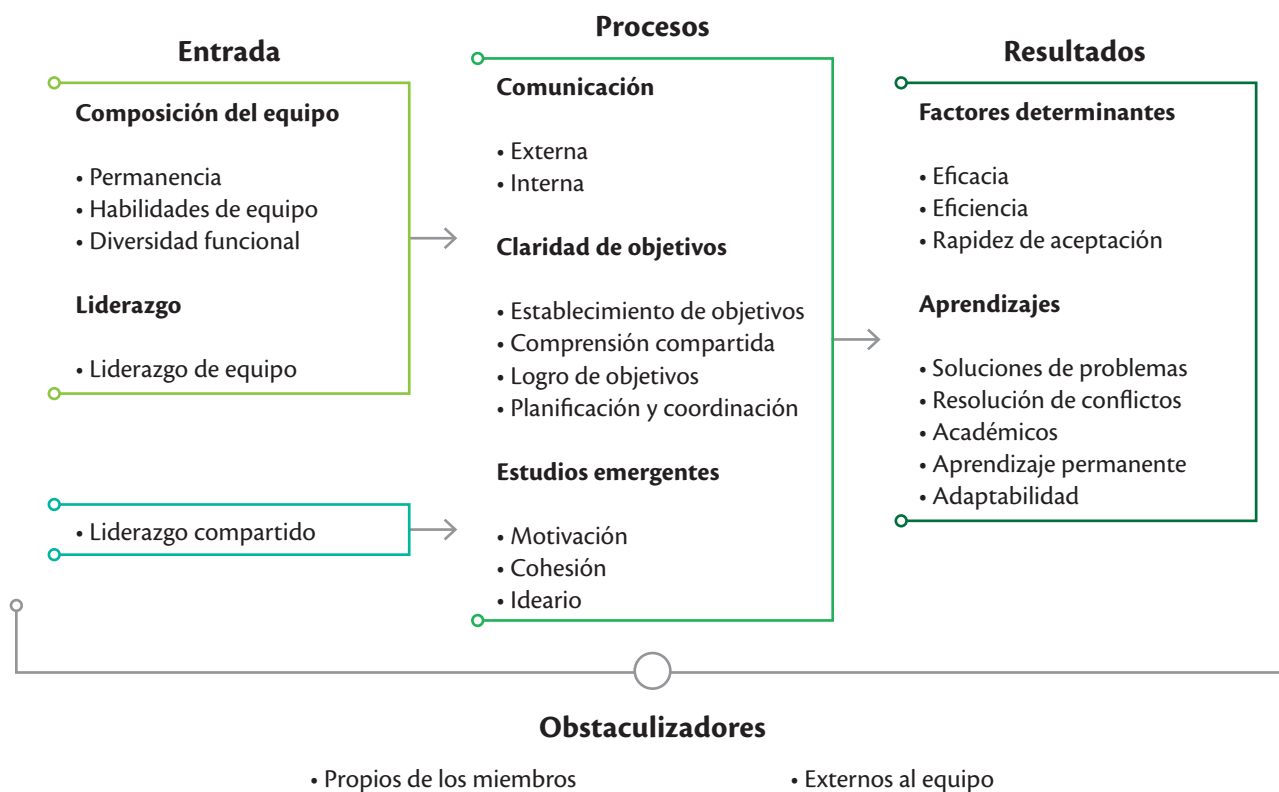 Entrada
Composición del equipo
• Permanencia
• Habilidades de equipo
• Diversidad funcional
Liderazgo
• Liderazgo de equipo
• Liderazgo compartido
Procesos
Comunicación
• Externa
• Interna
Claridad de objetivos
• Establecimiento de objetivos
• Comprensión compartida
• Logro de objetivos
• Planificación y coordinación
Estudios emergentes
• Motivación
• Cohesión
• Ideario
Resultados
Factores determinantes
• Eficacia
• Eficiencia
• Rapidez de aceptación
Aprendizajes
• Soluciones de problemas
• Resolución de conflictos
• Académicos
• Aprendizaje permanente
• Adaptabilidad
Obstaculizadores
• Propios de los miembros
• Externos al equipo